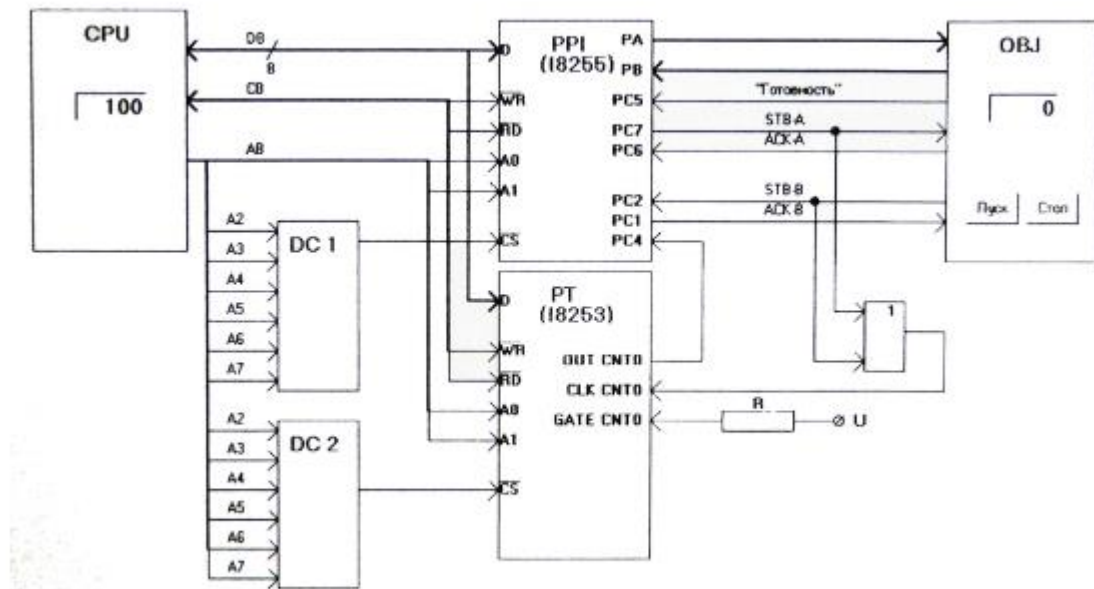 CPU
100
DB
8
CB
AB
PPI
(I8255)
D
WR
RD
A0
A1
CS
PA
PB
PC5
PC7
PC6
PC2
PC1
PC4
"Готовность"
STB-A
ACK-A
STB-B
ACK-B
OBJ
0
Пуск
Стоп
A2
A3
A4
A5
A6
A7
DC 1
PT
(I8253)
D
WR
RD
A0
A1
CS
OUT CNT0
CLK CNT0
GATE CNT0
1
R
U
A2
A3
A4
A5
A6
A7
DC 2